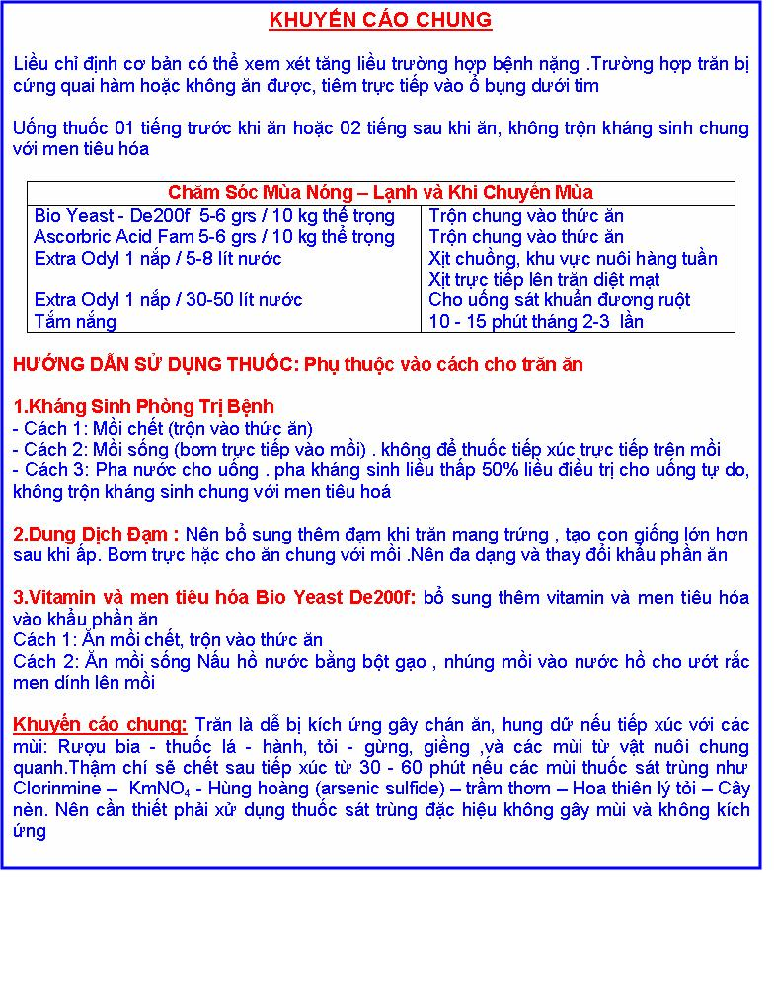 KHUYẾN CÁO CHUNG
Liều chỉ định cơ bản có thể xem xét tăng liều trường hợp bệnh nặng .Trường hợp trăn bị
cứng quai hàm hoặc không ăn được, tiêm trực tiếp vào ổ bụng dưới tim
Uống thuốc 01 tiếng trước khi ăn hoặc 02 tiếng sau khi ăn, không trộn kháng sinh chung
với men tiêu hóa
Chăm Sóc Mùa Nóng – Lạnh và Khi Chuyển Mùa
Bio Yeast - De200f 5-6 grs / 10 kg thể trọng Trộn chung vào thức ăn
Ascorbric Acid Fam 5-6 grs / 10 kg thể trọng Trộn chung vào thức ăn
Extra Odyl 1 nắp / 5-8 lít nước Xịt chuồng, khu vực nuôi hàng tuần
Xịt trực tiếp lên trăn diệt mạt
Extra Odyl 1 nắp / 30-50 lít nước Cho uống sát khuẩn đương ruột
Tắm nắng 10 - 15 phút tháng 2-3 lần
HƯỚNG DẪN SỬ DỤNG THUỐC: Phụ thuộc vào cách cho trăn ăn
1.Kháng Sinh Phòng Trị Bệnh
- Cách 1: Mồi chết (trộn vào thức ăn)
- Cách 2: Mồi sống (bơm trực tiếp vào mồi) . không để thuốc tiếp xúc trực tiếp trên mồi
- Cách 3: Pha nước cho uống . pha kháng sinh liều thấp 50% liều điều trị cho uống tự do,
không trộn kháng sinh chung với men tiêu hoá
2.Dung Dịch Đạm : Nên bổ sung thêm đạm khi trăn mang trứng , tạo con giống lớn hơn
sau khi ấp. Bơm trực hặc cho ăn chung với mồi .Nên đa dạng và thay đổi khẩu phần ăn
3.Vitamin và men tiêu hóa Bio Yeast De200f: bổ sung thêm vitamin và men tiêu hóa
vào khẩu phần ăn
Cách 1: Ăn mồi chết, trộn vào thức ăn
Cách 2: Ăn mồi sống Nấu hồ nước bằng bột gạo , nhúng mồi vào nước hồ cho ướt rắc
men dính lên mồi
Khuyến cáo chung: Trăn là dễ bị kích ứng gây chán ăn, hung dữ nếu tiếp xúc với các
mùi: Rượu bia - thuốc lá - hành, tỏi - gừng, giềng ,và các mùi từ vật nuôi chung
quanh.Thậm chí sẽ chết sau tiếp xúc từ 30 - 60 phút nếu các mùi thuốc sát trùng như
Clorinmine – KmNO₄ - Hùng hoàng (arsenic sulfide) – trầm thơm – Hoa thiên lý tỏi – Cây
nèn. Nên cần thiết phải xử dụng thuốc sát trùng đặc hiệu không gây mùi và không kích
ứng